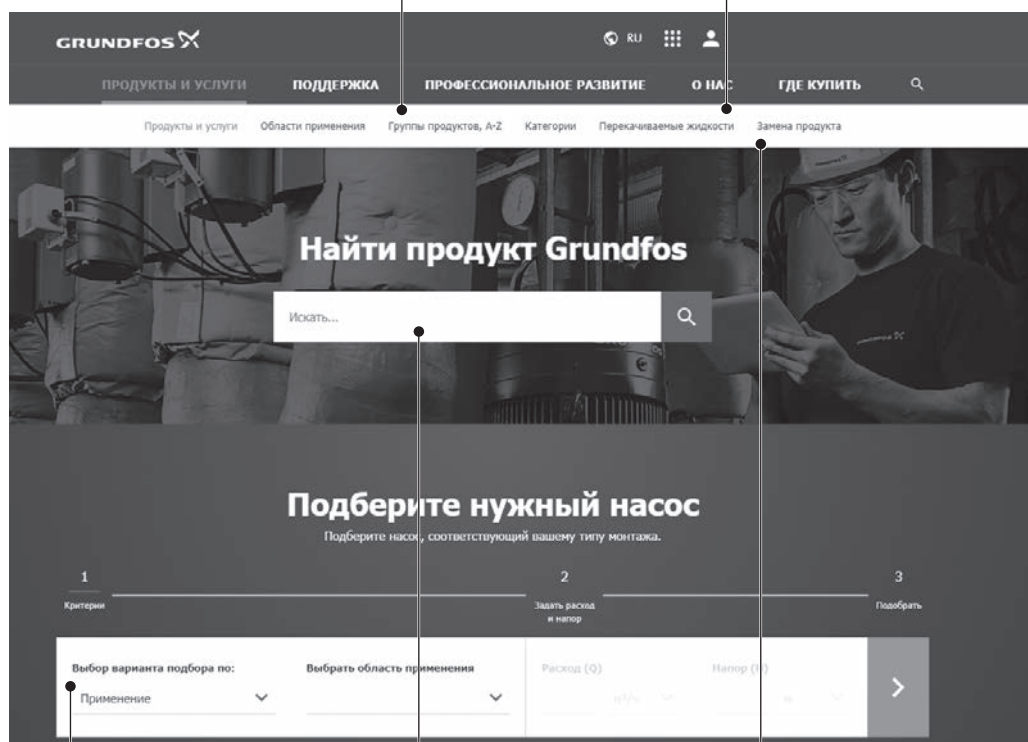 GRUNDFOS
RU
ПРОДУКТЫ И УСЛУГИ ПОДДЕРЖКА ПРОФЕССИОНАЛЬНОЕ РАЗВИТИЕ О НАС ГДЕ КУПИТЬ
Продукты и услуги Области применения Группы продуктов, A-Z Категории Перекачиваемые жидкости Замена продукта
Найти продукт Grundfos
Искать...
Подберите нужный насос
Подберите насос, соответствующий вашему типу монтажа.
1 2 3
Критерии Задать расход Подобрать
и напор
Выбор варианта подбора по: Выбрать область применения Расход (Q) Напор (H)
Применение м³/ч м